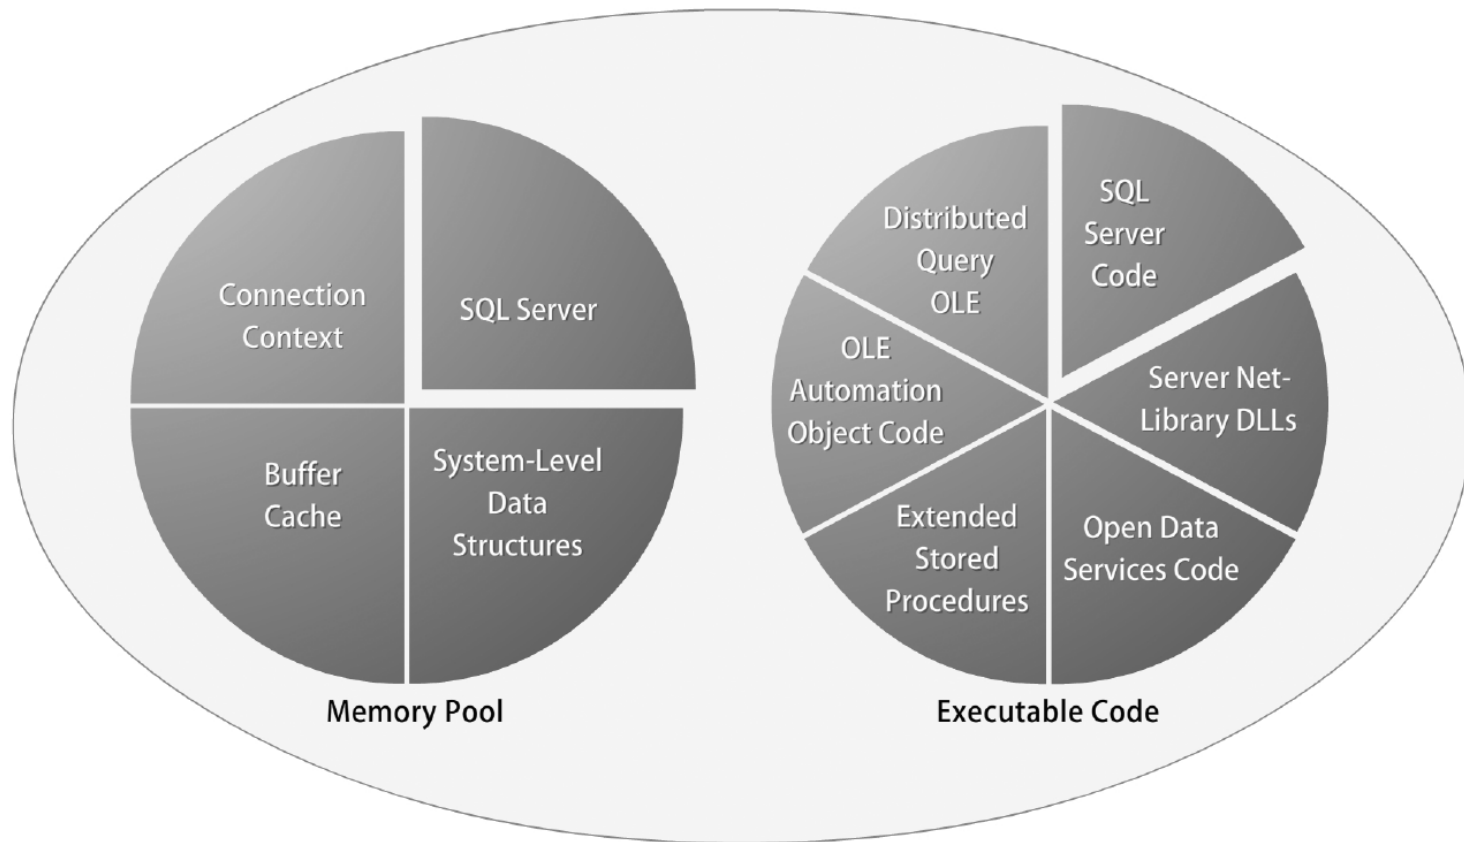 Connection
Context
SQL Server
Buffer
Cache
System-Level
Data
Structures
Memory Pool
Distributed
Query
OLE
SQL
Server
Code
OLE
Automation
Object Code
Server Net-
Library DLLs
Extended
Stored
Procedures
Open Data
Services Code
Executable Code